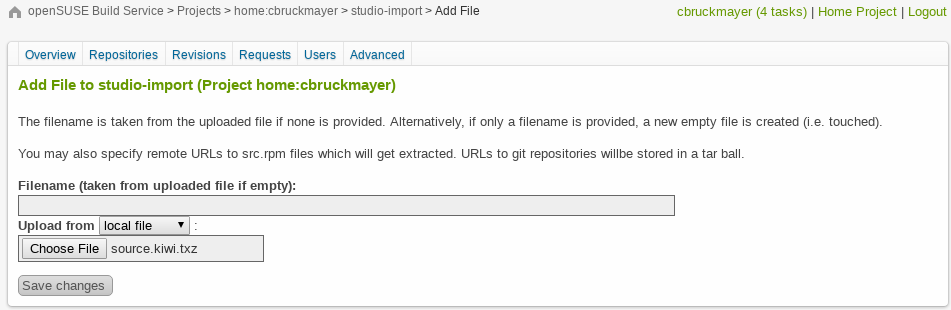 openSUSE Build Service > Projects > home:cbruckmayer > studio-import > Add File
cbruckmayer (4 tasks) | Home Project | Logout
Overview Repositories Revisions Requests Users Advanced
Add File to studio-import (Project home:cbruckmayer)
The filename is taken from the uploaded file if none is provided. Alternatively, if only a filename is provided, a new empty file is created (i.e. touched).
You may also specify remote URLs to src.rpm files which will get extracted. URLs to git repositories willbe stored in a tar ball.
Filename (taken from uploaded file if empty):
Upload from local file :
Choose File source.kiwi.txz
Save changes